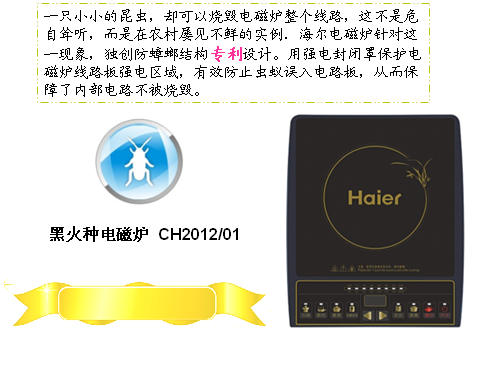 一只小小的昆虫，却可以烧毁电磁炉整个线路，这不是危
自耸听，而是在农村屡见不鲜的实例．海尔电磁炉针对这
一现象，独创防蟑螂结构专利设计。用强电封闭罩保护电
磁炉线路板强电区域，有效防止虫蚁误入电路板，从而保
障了内部电路不被烧毁。
Haier
黑火种电磁炉 CH2012/01